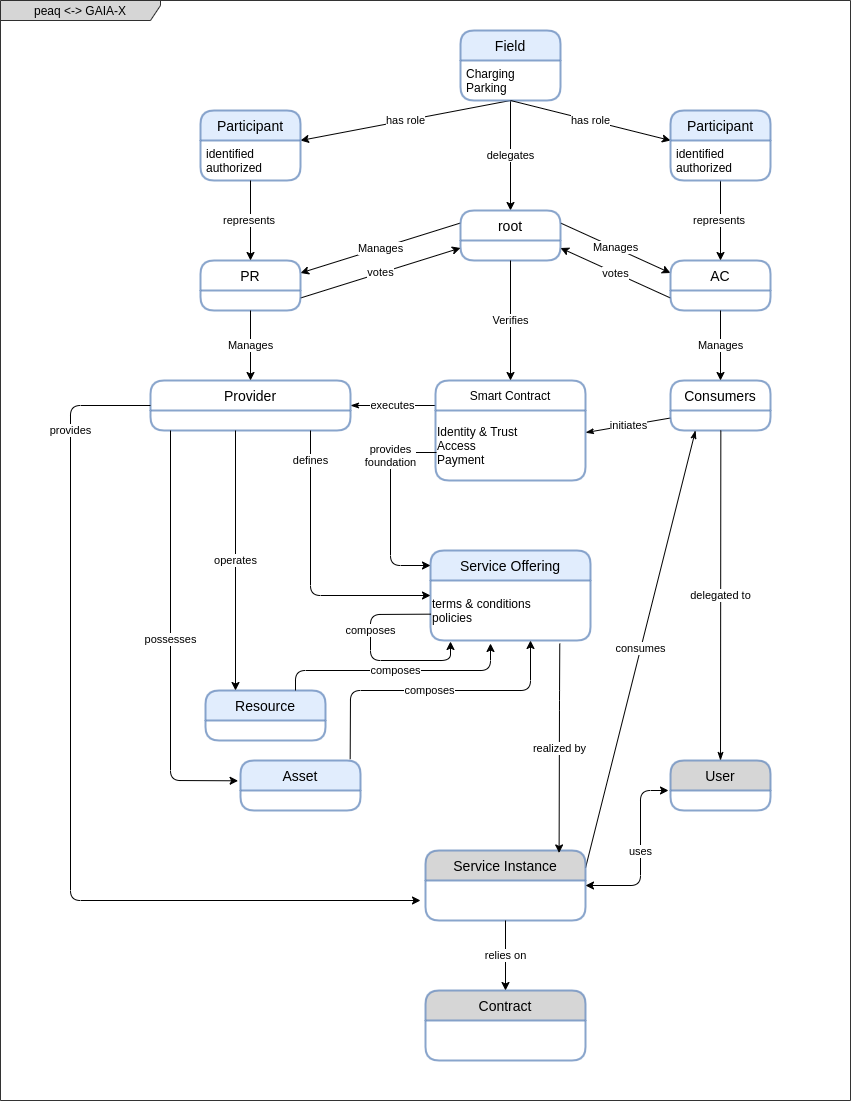 peaq <-> GAIA-X
Field
Charging
Parking
has role
has role
Participant
identified
authorized
Participant
identified
authorized
delegates
represents
represents
root
Manages
votes
Manages
votes
PR
AC
Manages
Verifies
Manages
Provider
Smart Contract
Identity & Trust
Access
Payment
Consumers
executes
initiates
provides
defines
provides
foundation
operates
Service Offering
terms & conditions
policies
composes
delegated to
possesses
consumes
composes
composes
Resource
realized by
Asset
User
uses
Service Instance
relies on
Contract